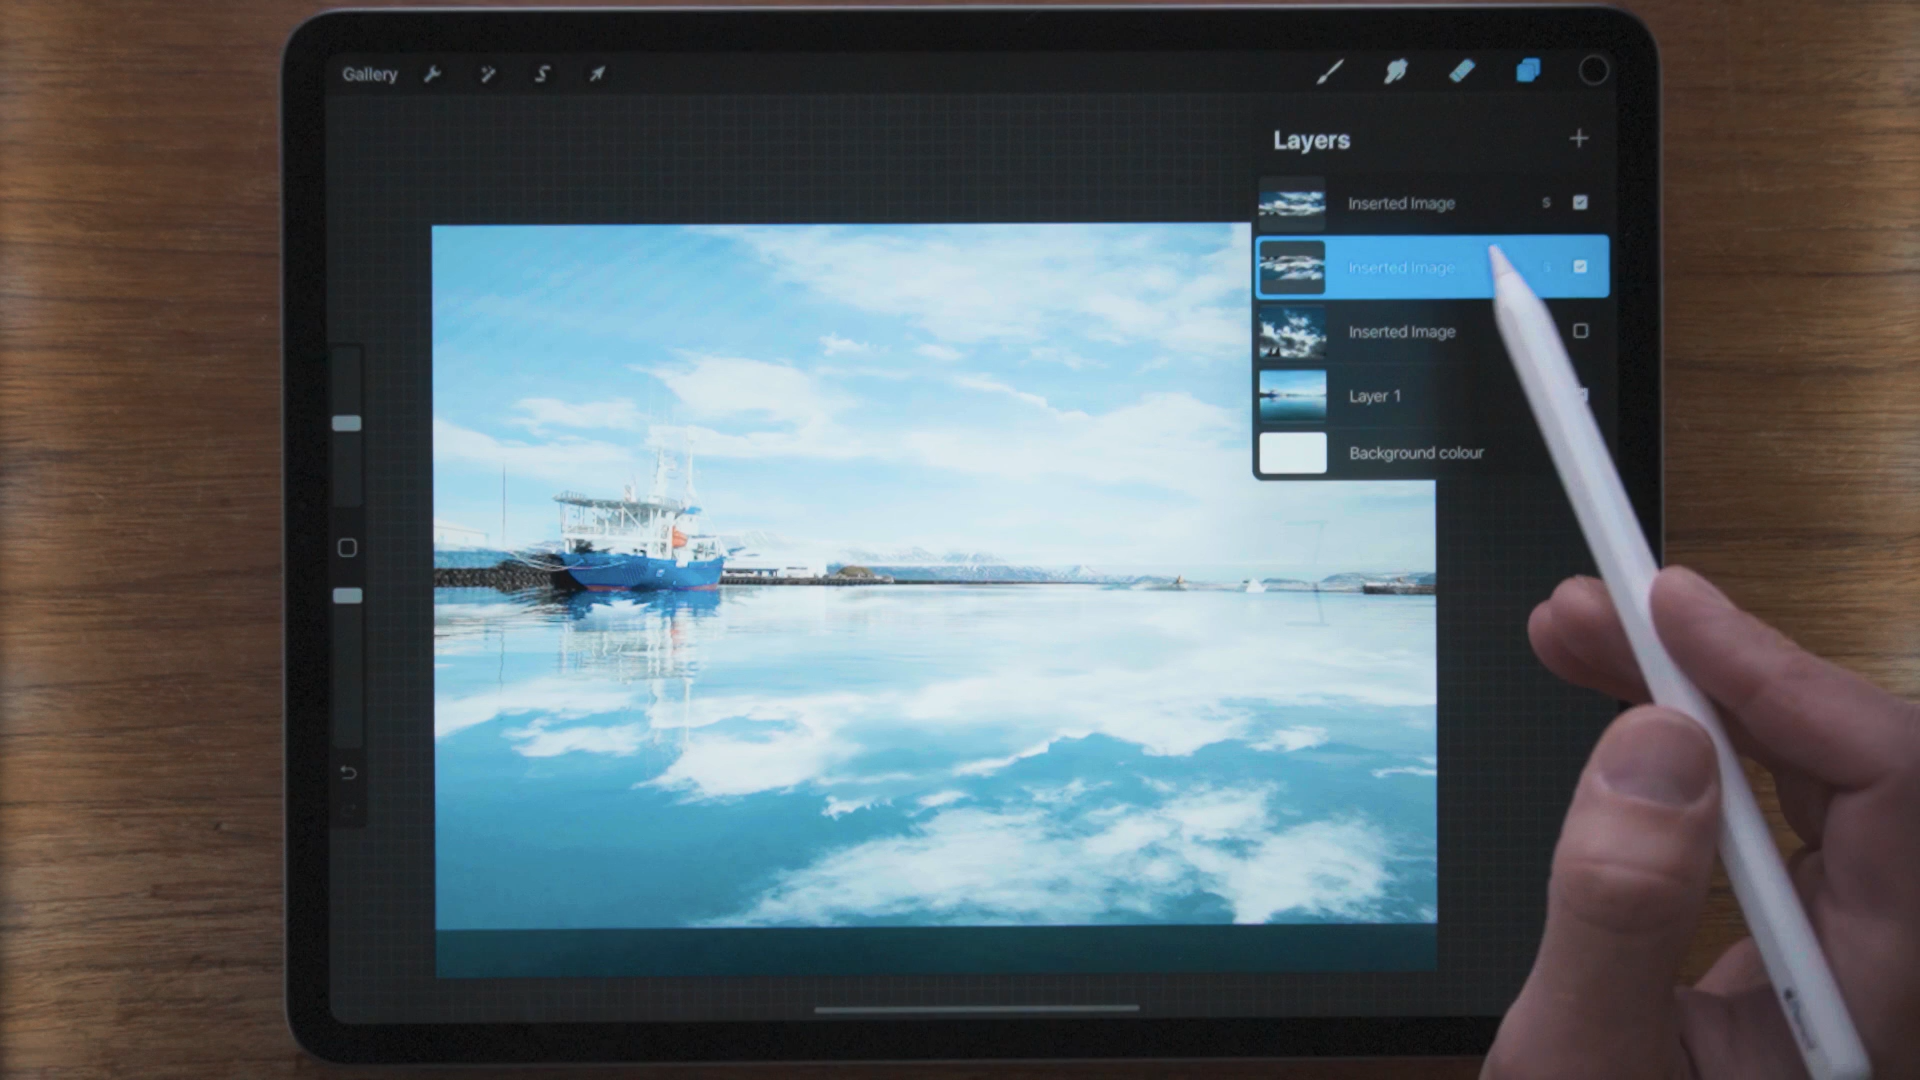 Gallery
Layers
Inserted Image S
Inserted Image S
Inserted Image
Layer 1
Background colour